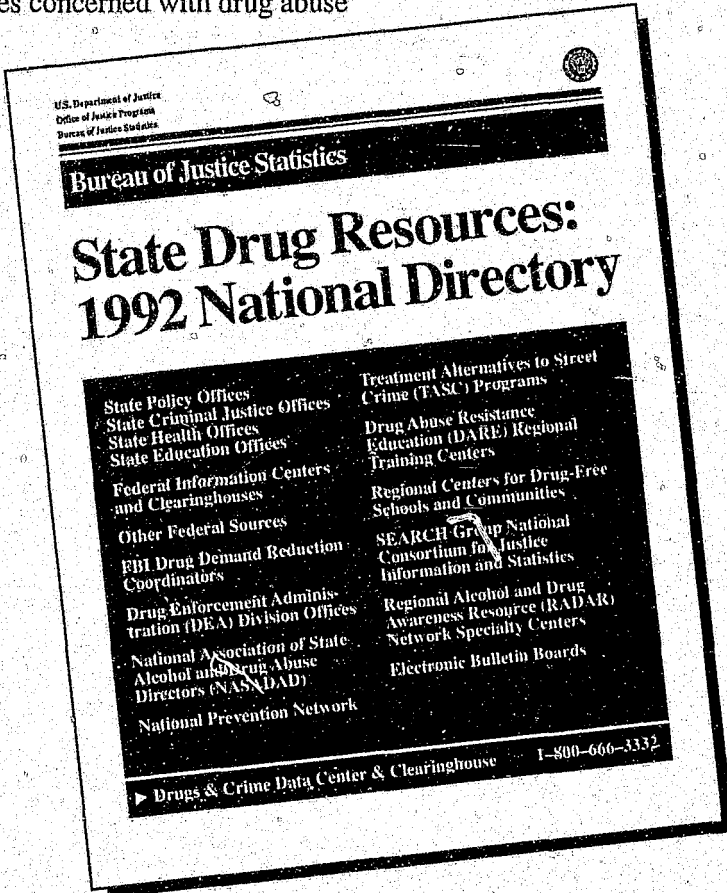 es concerned with drug abuse
U.S. Department of Justice
Office of Justice Programs
Bureau of Justice Statistics
Bureau of Justice Statistics
State Drug Resources:
1992 National Directory
State Policy Offices
State Criminal Justice Offices
State Health Offices
State Education Offices
Federal Information Centers
and Clearinghouses
Other Federal Sources
FBI Drug Demand Reduction
Coordinators
Drug Enforcement Adminis-
tration (DEA) Division Offices
National Association of State
Alcohol and Drug Abuse
Directors (NASADAD)
National Prevention Network
Treatment Alternatives to Street
Crime (TASC) Programs
Drug Abuse Resistance
Education (DARE) Regional
Training Centers
Regional Centers for Drug-Free
Schools and Communities
SEARCH Group National
Consortium for Justice
Information and Statistics
Regional Alcohol and Drug
Awareness Resource (RADAR)
Network Specialty Centers
Electronic Bulletin Boards
▶ Drugs & Crime Data Center & Clearinghouse 1–800–666–3332